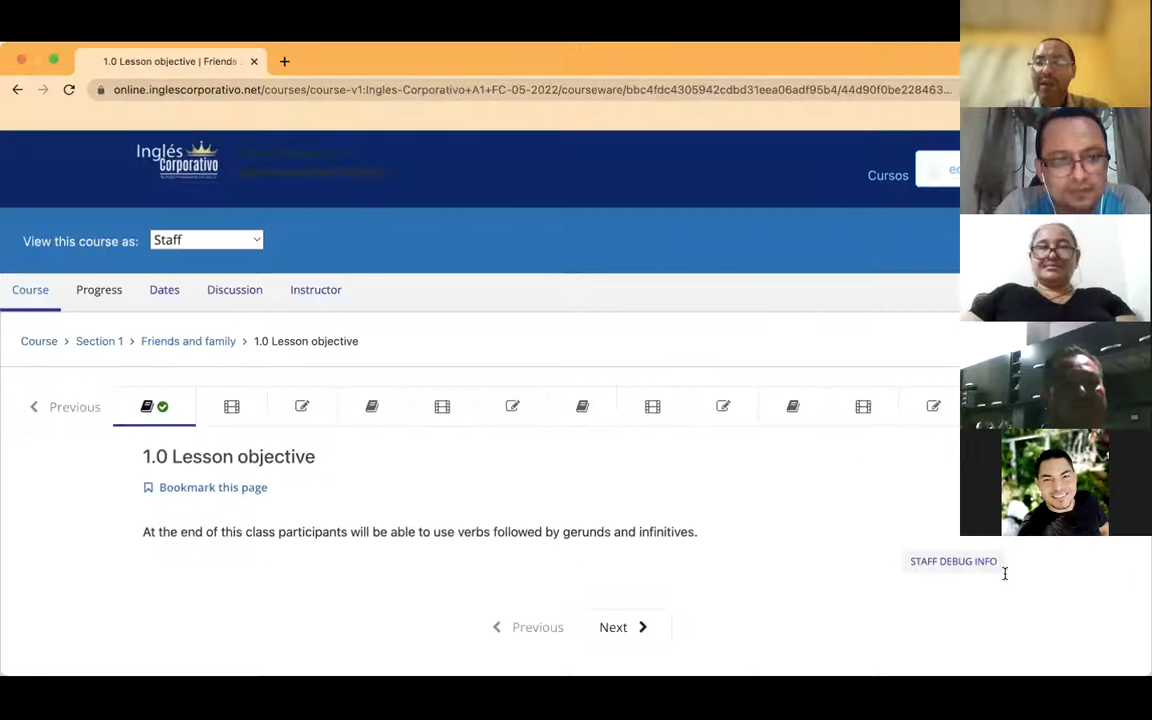 1.0 Lesson objective | Friends
online.inglescorporativo.net/courses/course-v1:Ingles-Corporativo+A1+FC-05-2022/courseware/bbc4fdc4305942cdbd31eea06adf95b4/44d90f0be228463...
Inglés
Corporativo
Cursos
View this course as: Staff
Course Progress Dates Discussion Instructor
Course > Section 1 > Friends and family > 1.0 Lesson objective
Previous
1.0 Lesson objective
Bookmark this page
At the end of this class participants will be able to use verbs followed by gerunds and infinitives.
STAFF DEBUG INFO
Previous Next